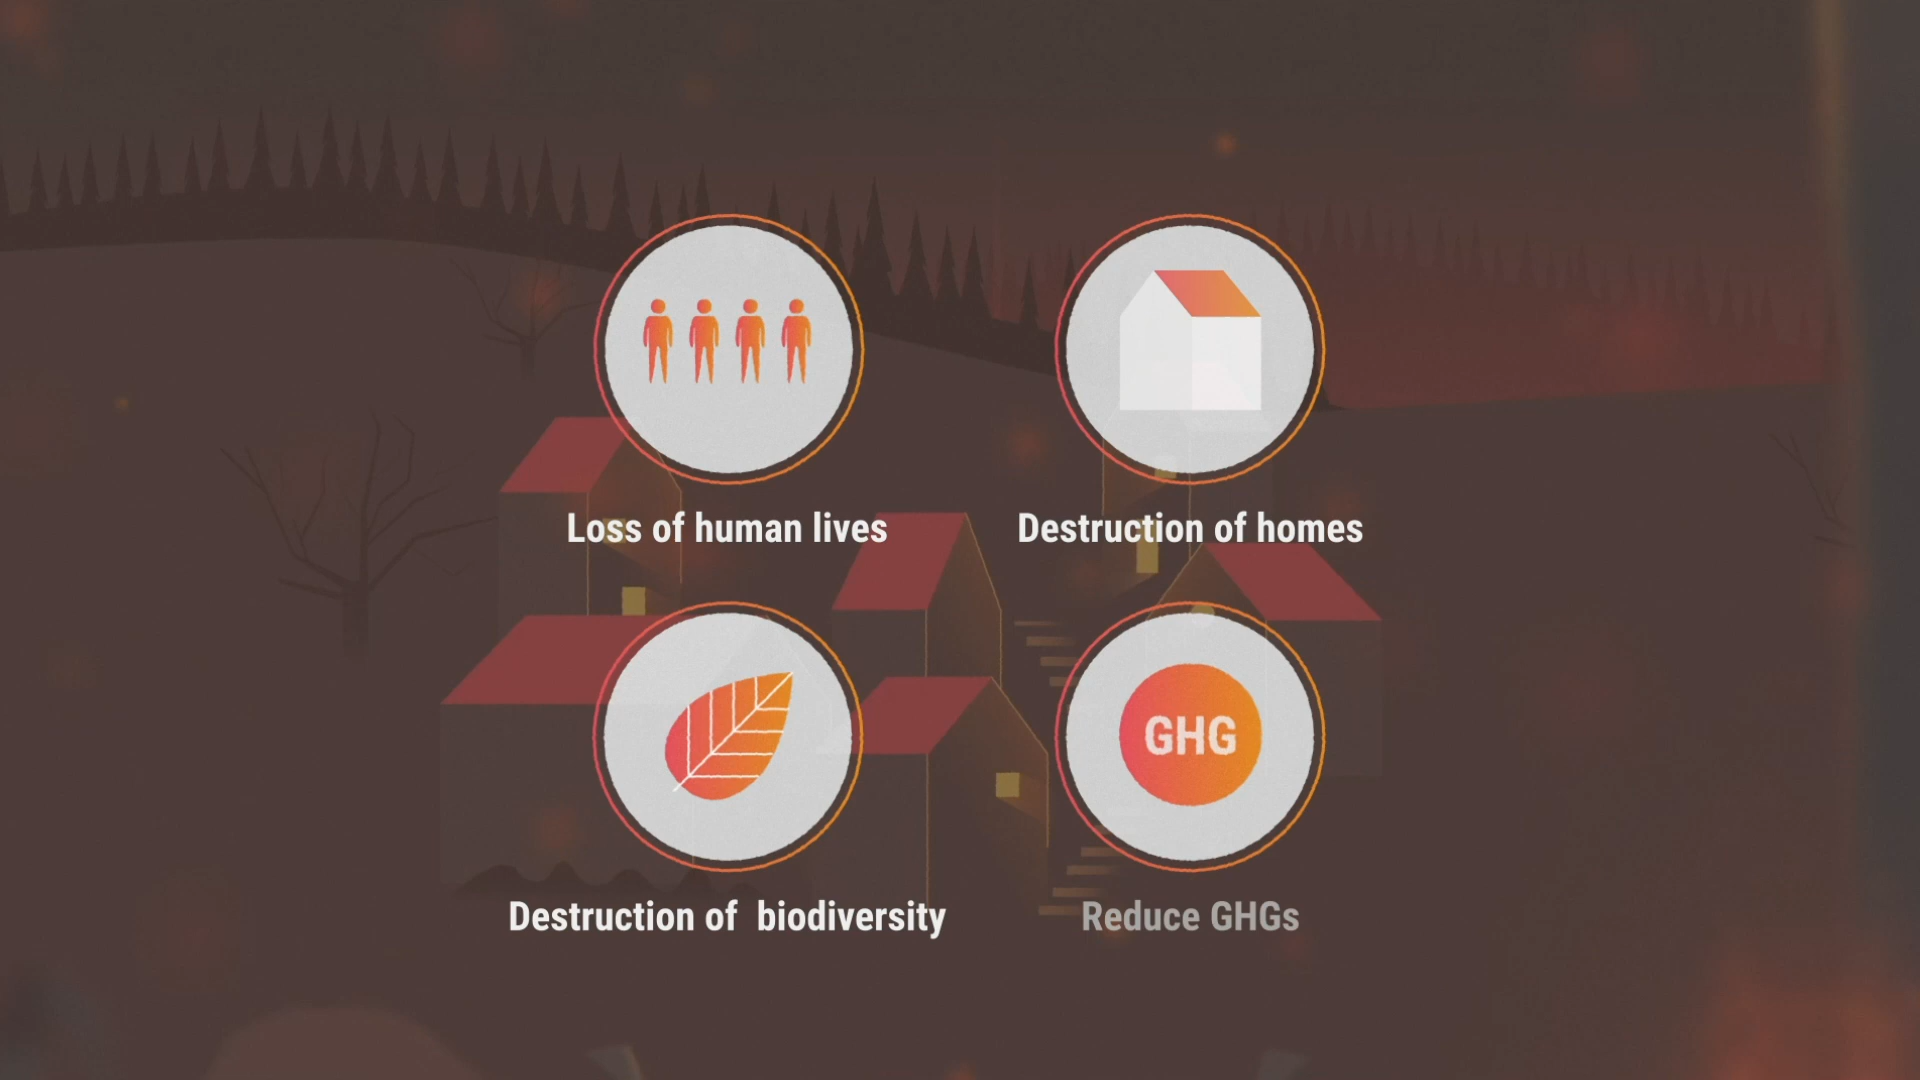 Loss of human lives
Destruction of homes
GHG
Destruction of  biodiversity
Reduce GHGs